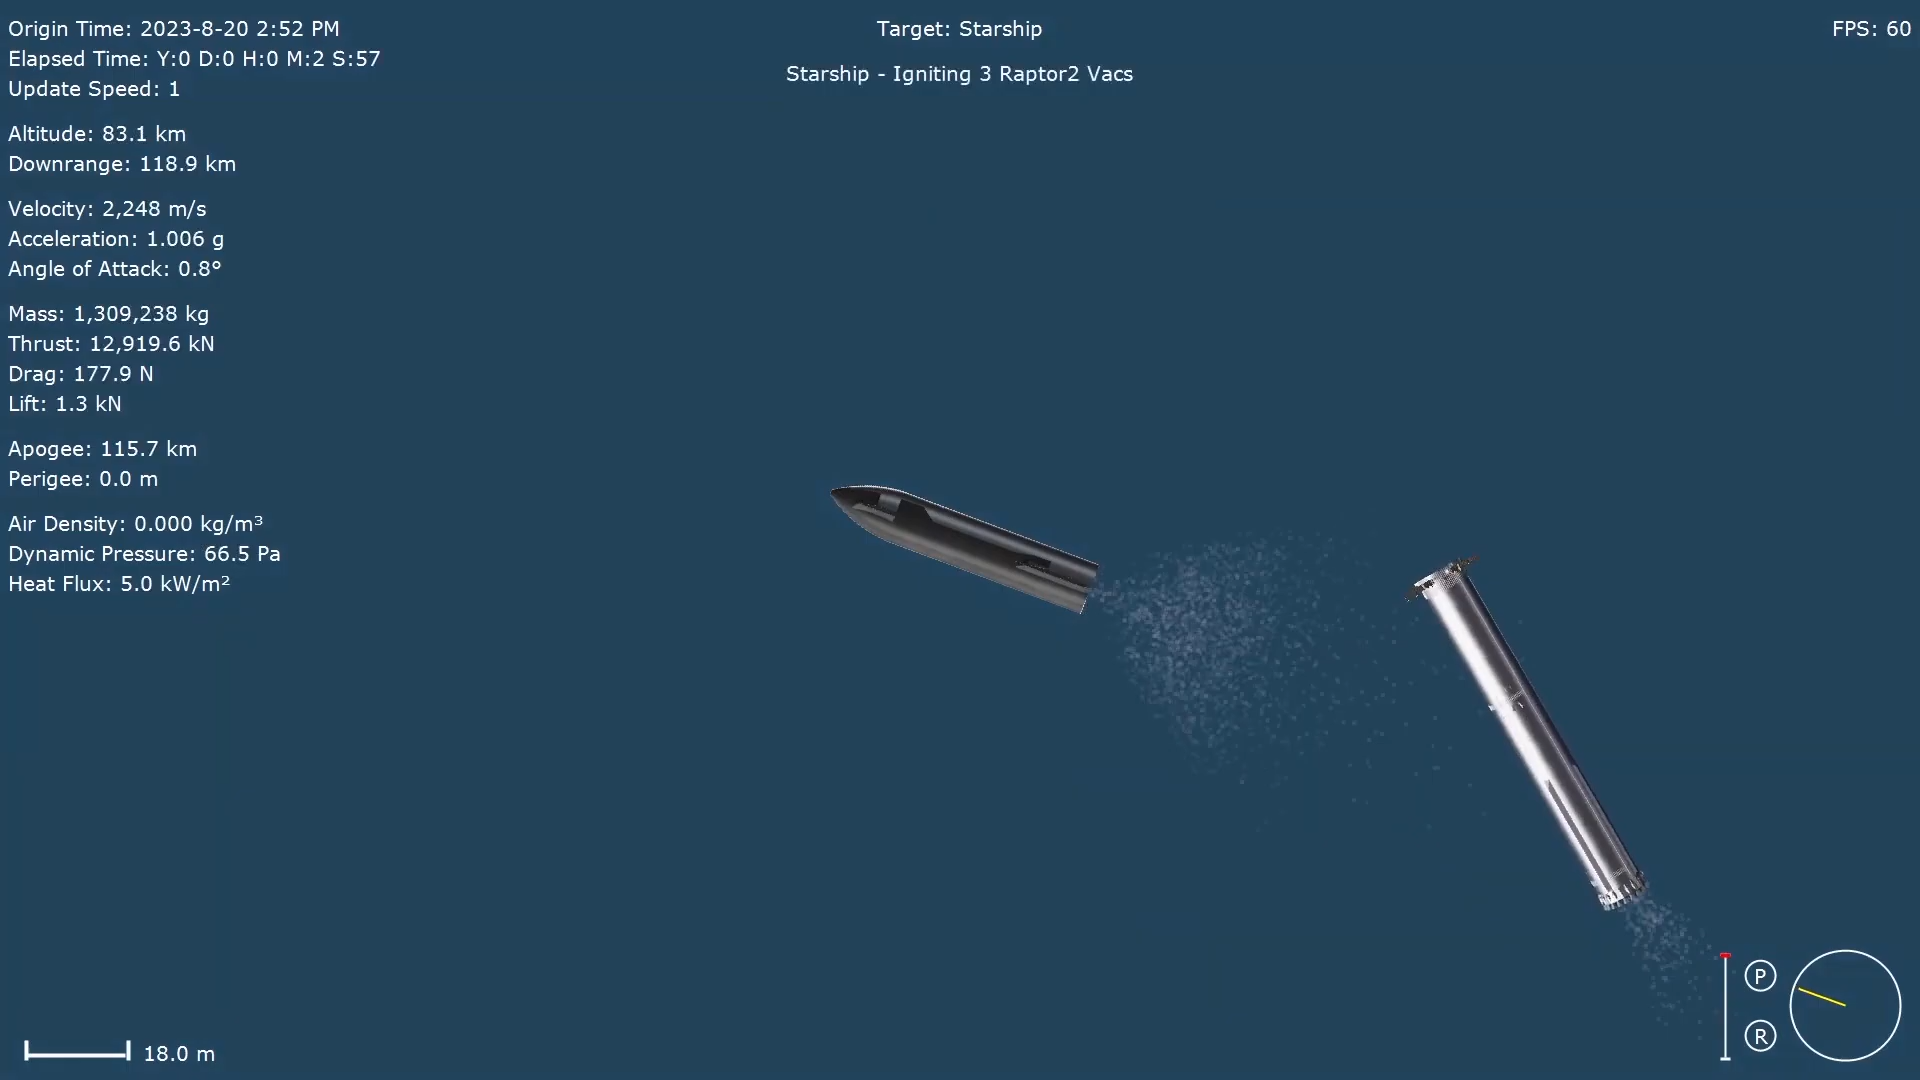 Origin Time: 2023-8-20 2:52 PM
Elapsed Time: Y:0 D:0 H:0 M:2 S:57
Update Speed: 1
Altitude: 83.1 km
Downrange: 118.9 km
Velocity: 2,248 m/s
Acceleration: 1.006 g
Angle of Attack: 0.8°
Mass: 1,309,238 kg
Thrust: 12,919.6 kN
Drag: 177.9 N
Lift: 1.3 kN
Apogee: 115.7 km
Perigee: 0.0 m
Air Density: 0.000 kg/m³
Dynamic Pressure: 66.5 Pa
Heat Flux: 5.0 kW/m²
Target: Starship
Starship - Igniting 3 Raptor2 Vacs
FPS: 60
18.0 m
P
R